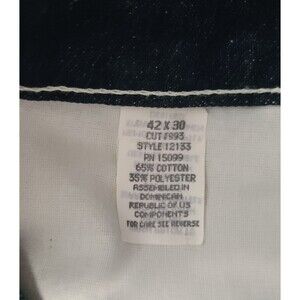 42 X 30
CUT F993
STYLE 12133
RN 15099
65% COTTON
35% POLYESTER
ASSEMBLED IN
DOMINICAN
REPUBLIC OF US
COMPONENTS
FOR CARE SEE REVERSE